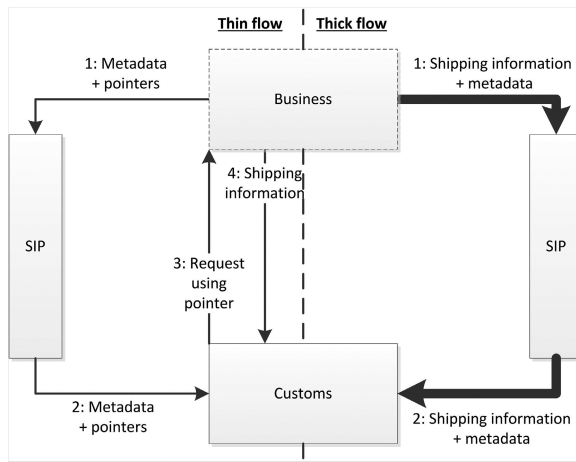 Thin flow
Thick flow
1: Metadata
+ pointers
Business
1: Shipping information
+ metadata
4: Shipping
information
SIP
SIP
3: Request
using
pointer
Customs
2: Metadata
+ pointers
2: Shipping information
+ metadata